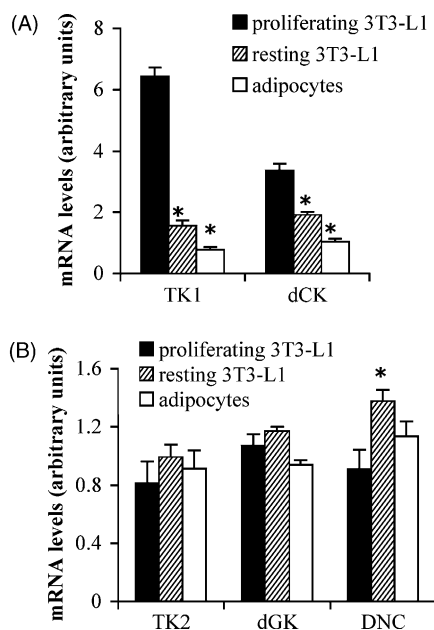 (A)
proliferating 3T3-L1
resting 3T3-L1
adipocytes
mRNA levels (arbitrary units)
8
6
4
2
0
*
*
*
*
TK1
dCK
(B)
proliferating 3T3-L1
resting 3T3-L1
adipocytes
mRNA levels (arbitrary units)
1.6
1.2
0.8
0.4
0
*
TK2
dGK
DNC